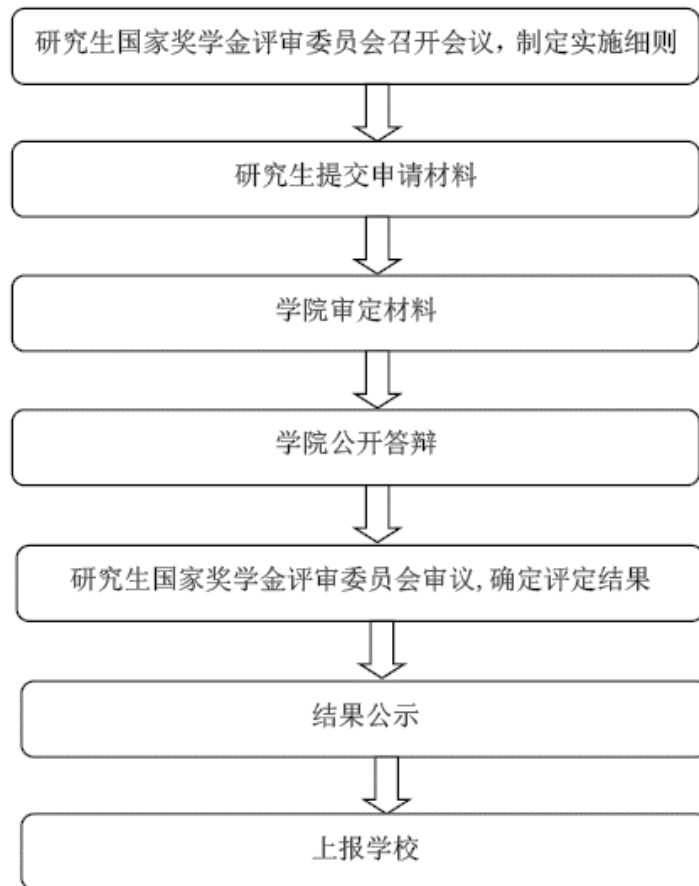 研究生国家奖学金评审委员会召开会议，制定实施细则
研究生提交申请材料
学院审定材料
学院公开答辩
研究生国家奖学金评审委员会审议,确定评定结果
结果公示
上报学校